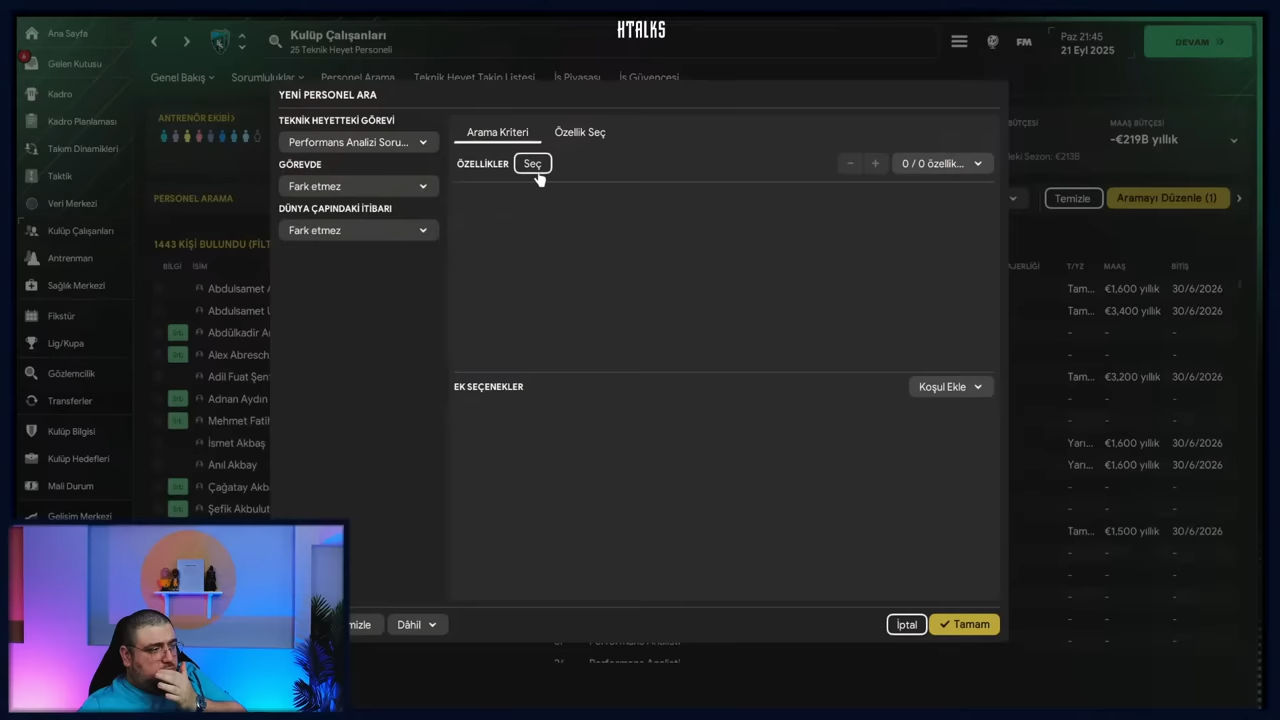 HTALKS
Ana Sayfa
6
Gelen Kutusu
Kadro
Kadro Planlaması
Takım Dinamikleri
Taktik
Veri Merkezi
Kulüp Çalışanları
Antrenman
Sağlık Merkezi
Fikstür
Lig/Kupa
Gözlemcilik
Transferler
Kulüp Bilgisi
Kulüp Hedefleri
Mali Durum
Gelişim Merkezi
Kulüp Çalışanları
25 Teknik Heyet Personeli
FM
Paz 21:45
21 Eyl 2025
DEVAM
Genel Bakış
Sorumluluklar
Personel Arama
Teknik Heyet Takip Listesi
İş Piyasası
İş Güvencesi
ANTRENÖR EKİBİ>
MAAŞ BÜTÇESİ
-€219B yıllık
€213B
PERSONEL ARAMA
Temizle
Aramayı Düzenle (1)
1443 KİŞİ BULUNDU
BİLGİ İSİM
T/YZ MAAŞ BİTİŞ
Abdulsamet
Tam... €1,600 yıllık 30/6/2026
Abdulsamet
Tam... €3,400 yıllık 30/6/2026
Abdülkadir
- -
Alex Abresch
- -
Adil Fuat
Tam... €3,200 yıllık 30/6/2026
Adnan Aydın
- -
Mehmet Fatih
- -
İsmet Akbaş
Yarı... €1,600 yıllık 30/6/2026
Anıl Akbay
Yarı... €1,600 yıllık 30/6/2026
Çağatay
- -
Şefik Akbulut
- -
Tam... €1,500 yıllık 30/6/2026
YENİ PERSONEL ARA
TEKNİK HEYETTEKİ GÖREVİ
Performans Analizi Soru...
GÖREVDE
Fark etmez
DÜNYA ÇAPINDAKİ İTİBARI
Fark etmez
Arama Kriteri
Özellik Seç
ÖZELLİKLER
Seç
- +
0 / 0 özellik...
EK SEÇENEKLER
Koşul Ekle
Dâhil
İptal
Tamam
Performans Analisti